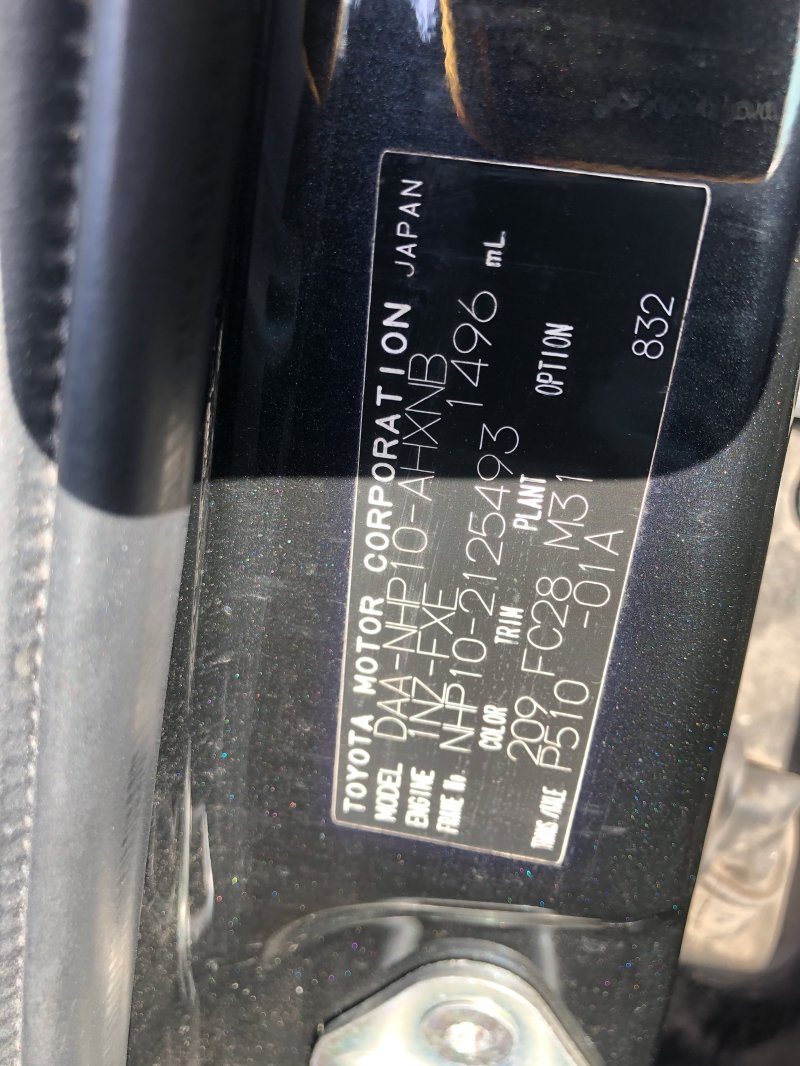 TOYOTA MOTOR CORPORATION JAPAN
MODEL DAA-NHP10-AHXNB
ENGINE 1NZ-FXE 1496 mL
FRAME No. NHP10-2125493
COLOR TRIM PLANT OPTION
209 FC28 M31
TRANS/AXLE P510 -01A 832